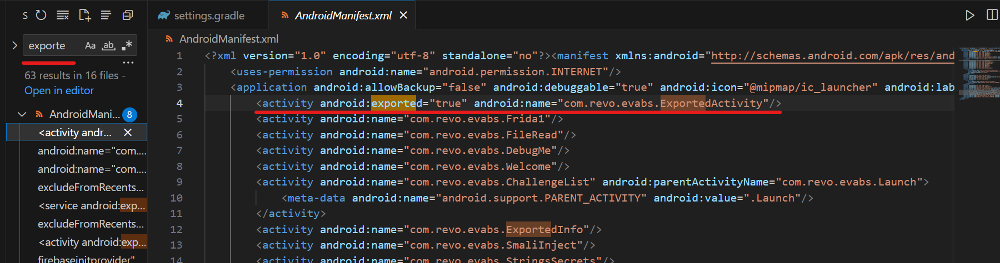 S
settings.gradle
AndroidManifest.xml
exporte
Aa ab .*
...
63 results in 16 files -
Open in editor
AndroidMani... 8
<activity andr...
android:name="com....
android:name="com....
excludeFromRecents...
<service android:exp...
excludeFromRecents...
<activity android:exp...
firebaseinitprovider"
AndroidManifest.xml
1 <?xml version="1.0" encoding="utf-8" standalone="no"?><manifest xmlns:android="http://schemas.android.com/apk/res/and
2 <uses-permission android:name="android.permission.INTERNET"/>
3 <application android:allowBackup="false" android:debuggable="true" android:icon="@mipmap/ic_launcher" android:lab
4 <activity android:exported="true" android:name="com.revo.evabs.ExportedActivity"/>
5 <activity android:name="com.revo.evabs.Frida1"/>
6 <activity android:name="com.revo.evabs.FileRead"/>
7 <activity android:name="com.revo.evabs.DebugMe"/>
8 <activity android:name="com.revo.evabs.Welcome"/>
9 <activity android:name="com.revo.evabs.ChallengeList" android:parentActivityName="com.revo.evabs.Launch">
10 <meta-data android:name="android.support.PARENT_ACTIVITY" android:value=".Launch"/>
11 </activity>
12 <activity android:name="com.revo.evabs.ExportedInfo"/>
13 <activity android:name="com.revo.evabs.SmaliInject"/>
14 <activity android:name="com.revo.evabs.StringsSecrets"/>